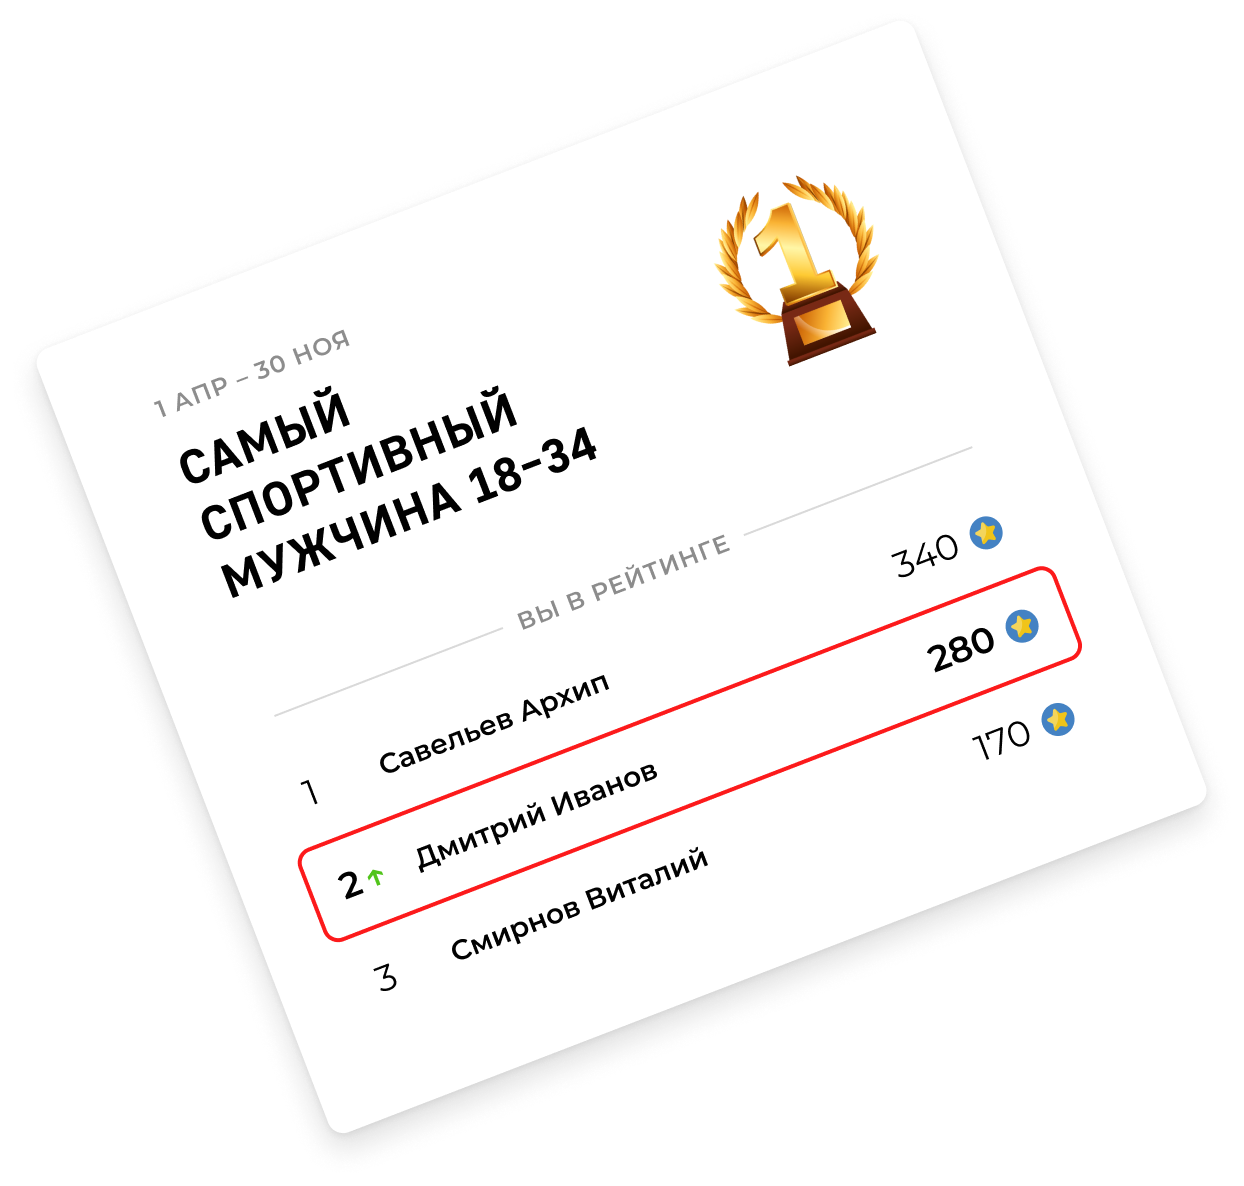 1 АПР – 30 НОЯ
САМЫЙ
СПОРТИВНЫЙ
МУЖЧИНА 18–34
1
ВЫ В РЕЙТИНГЕ
1 Савельев Архип 340
2 Дмитрий Иванов 280
3 Смирнов Виталий 170